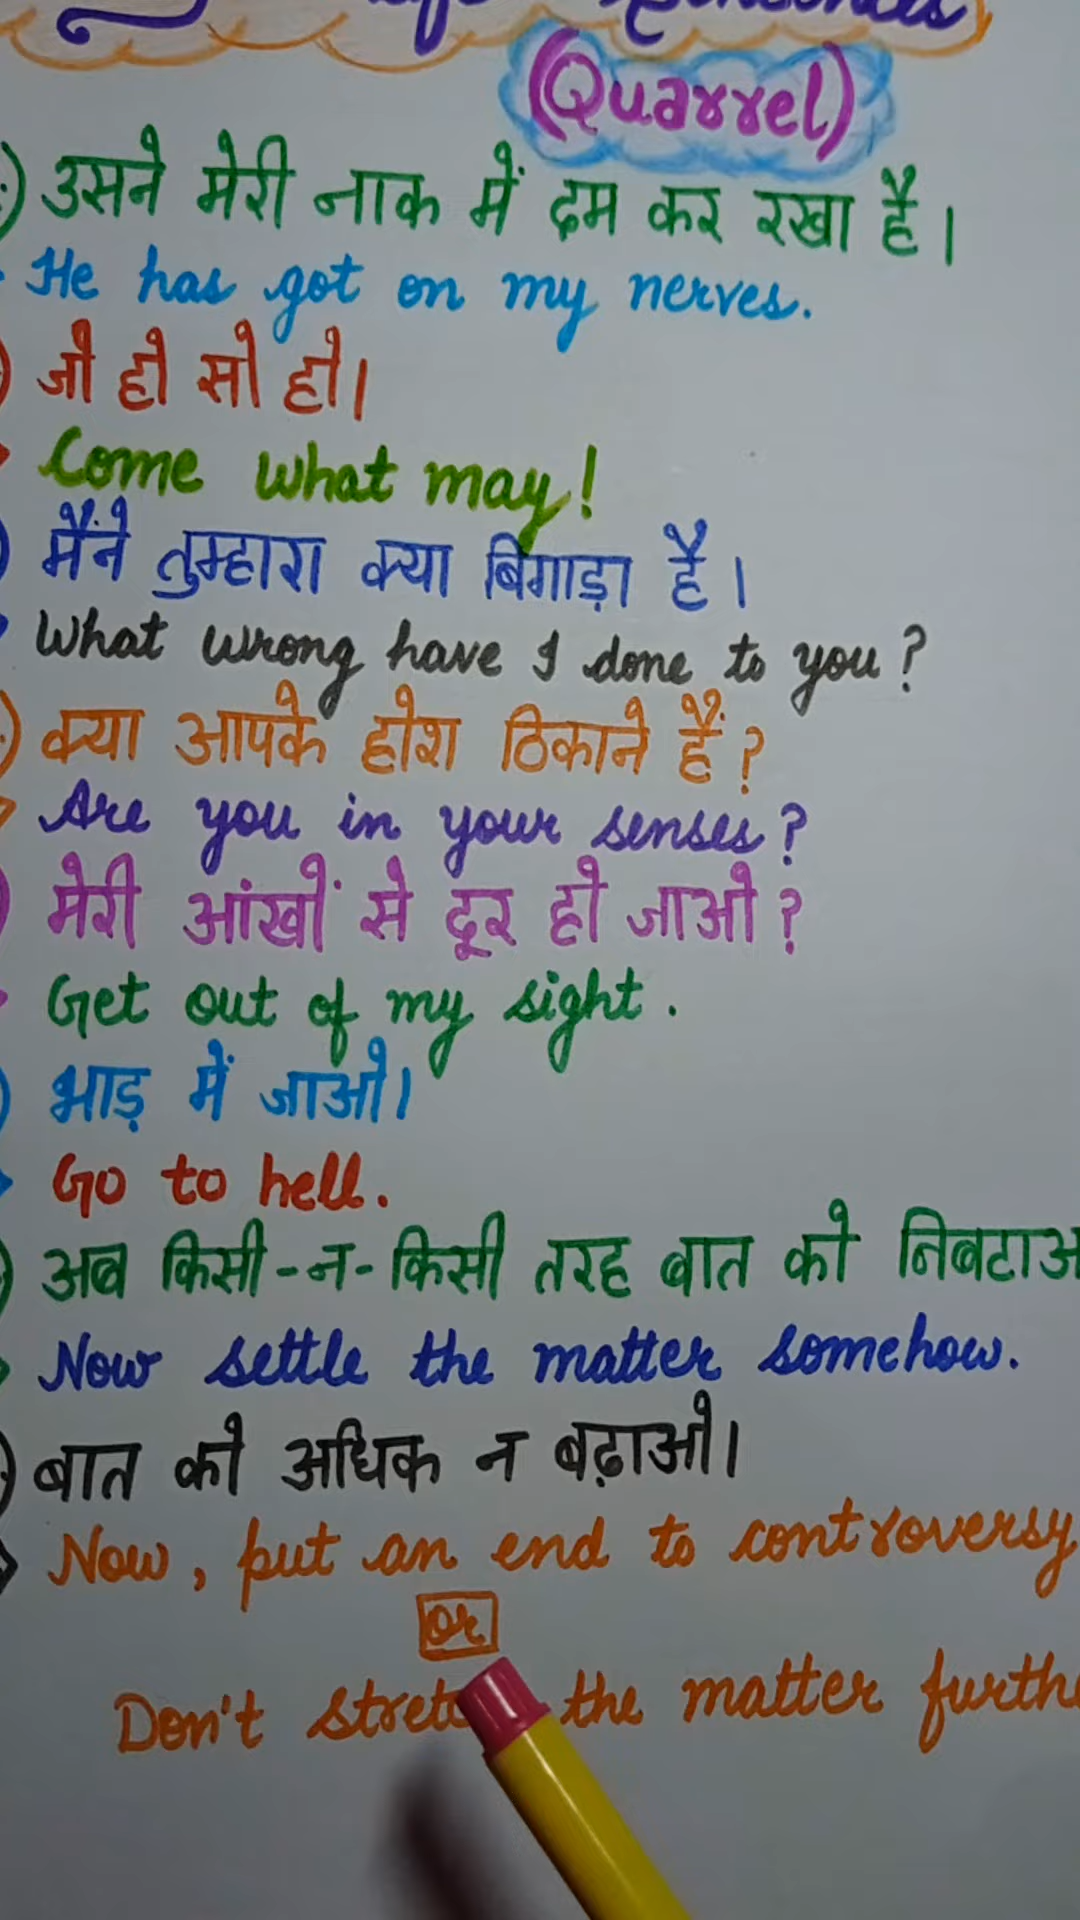 (Quarrel)
उसने मेरी नाक में दम कर रखा है।
He has got on my nerves.
जो हो सो हो।
Come what may!
मैंने तुम्हारा क्या बिगाड़ा है।
What wrong have I done to you?
क्या आपके होश ठिकाने हैं?
Are you in your senses?
मेरी आंखों से दूर हो जाओ?
Get out of my sight.
भाड़ में जाओ।
Go to hell.
अब किसी-न-किसी तरह बात को
Now settle the matter somehow.
बात को अधिक न बढ़ाओ।
Now, put an end to controversy
or
Don't the matter